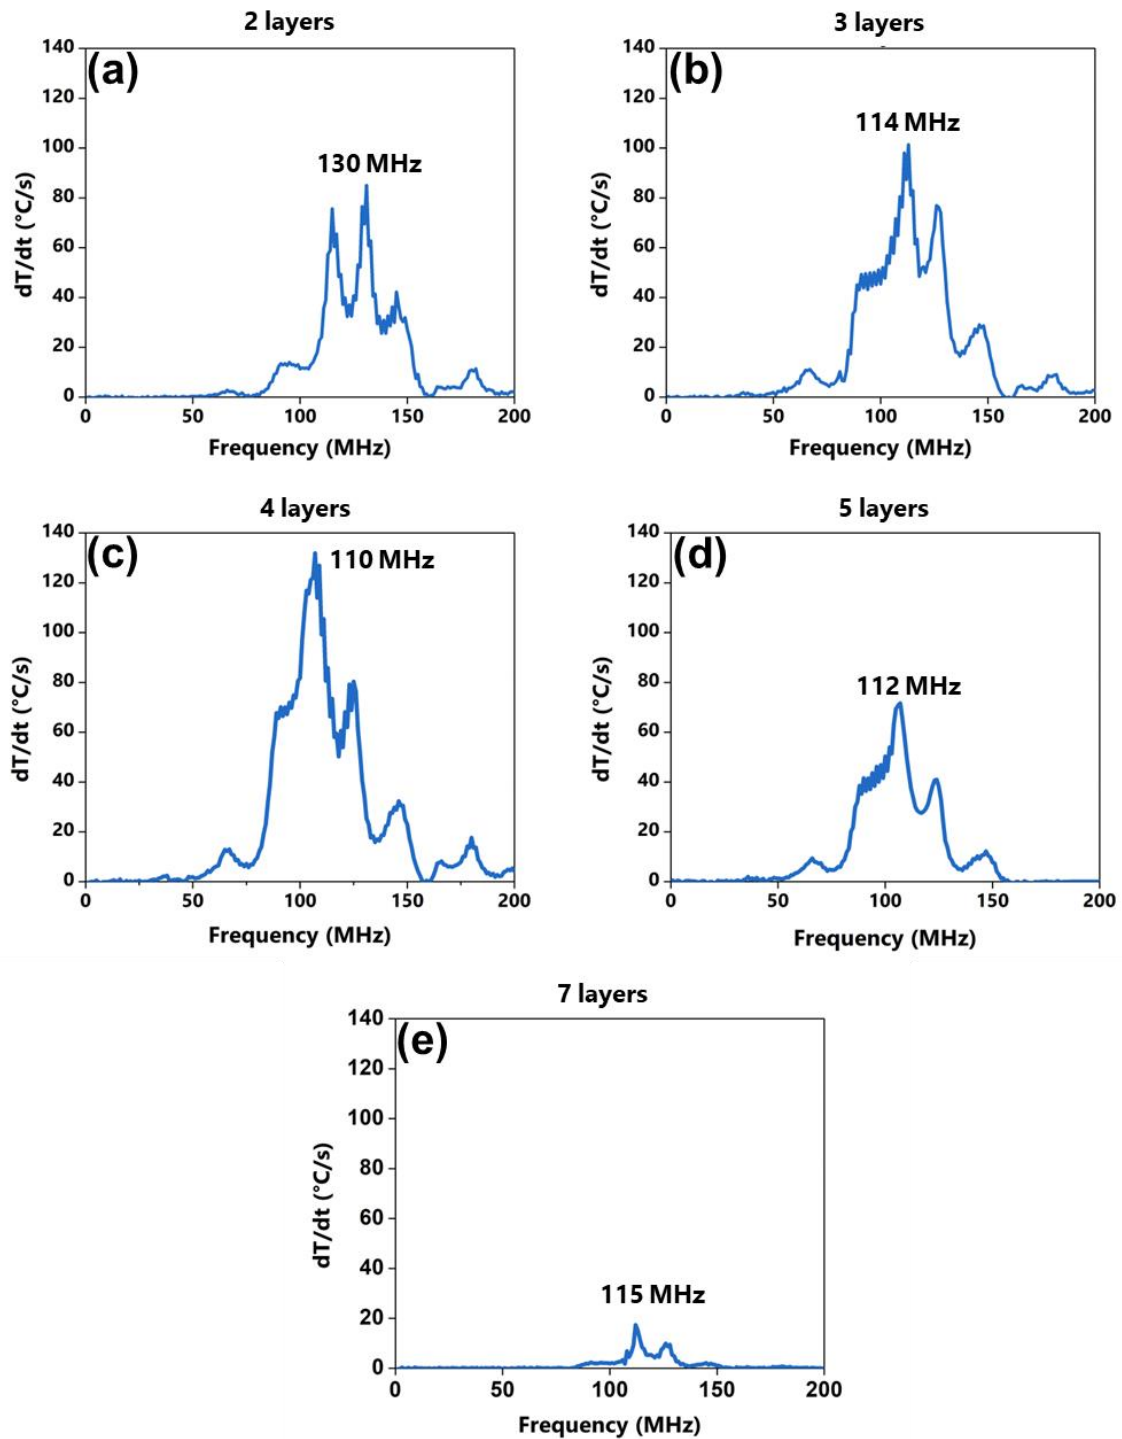 2 layers
(a)
140
120
100
80
60
40
20
0
dT/dt (°C/s)
130 MHz
0 50 100 150 200
Frequency (MHz)
3 layers
(b)
140
120
100
80
60
40
20
0
dT/dt (°C/s)
114 MHz
0 50 100 150 200
Frequency (MHz)
4 layers
(c)
140
120
100
80
60
40
20
0
dT/dt (°C/s)
110 MHz
0 50 100 150 200
Frequency (MHz)
5 layers
(d)
140
120
100
80
60
40
20
0
dT/dt (°C/s)
112 MHz
0 50 100 150 200
Frequency (MHz)
7 layers
(e)
140
120
100
80
60
40
20
0
dT/dt (°C/s)
115 MHz
0 50 100 150 200
Frequency (MHz)